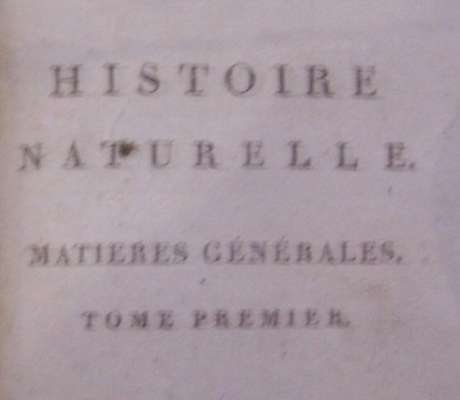 HISTOIRE
NATURELLE.
MATIERES GÉNÉRALES.
TOME PREMIER.